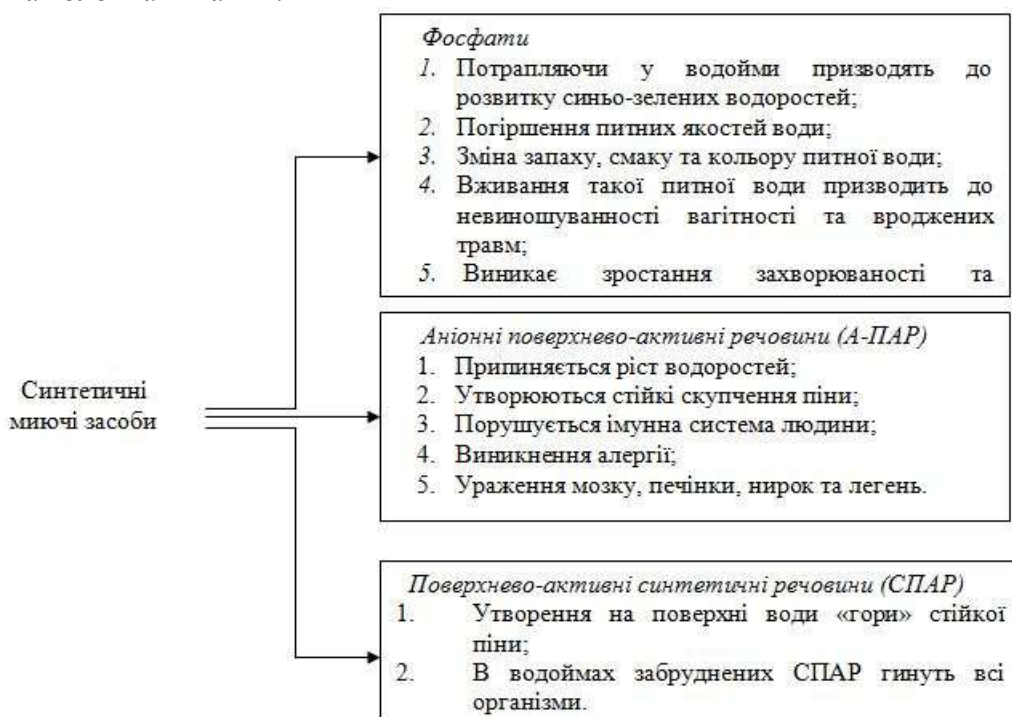 Фосфати
1. Потрапляючи у водойми призводять до
розвитку синьо-зелених водоростей;
2. Погіршення питних якостей води;
3. Зміна запаху, смаку та кольору питної води;
4. Вживання такої питної води призводить до
невиношуванності вагітності та вроджених
травм;
5. Виникає зростання захворюваності та
Аніонні поверхнево-активні речовини (А-ПАР)
1. Припиняється ріст водоростей;
2. Утворюються стійкі скупчення піни;
3. Порушується імунна система людини;
4. Виникнення алергії;
5. Ураження мозку, печінки, нирок та легень.
Синтетичні
миючі засоби
Поверхнево-активні синтетичні речовини (СПАР)
1. Утворення на поверхні води «гори» стійкої
піни;
2. В водоймах забруднених СПАР гинуть всі
організми.